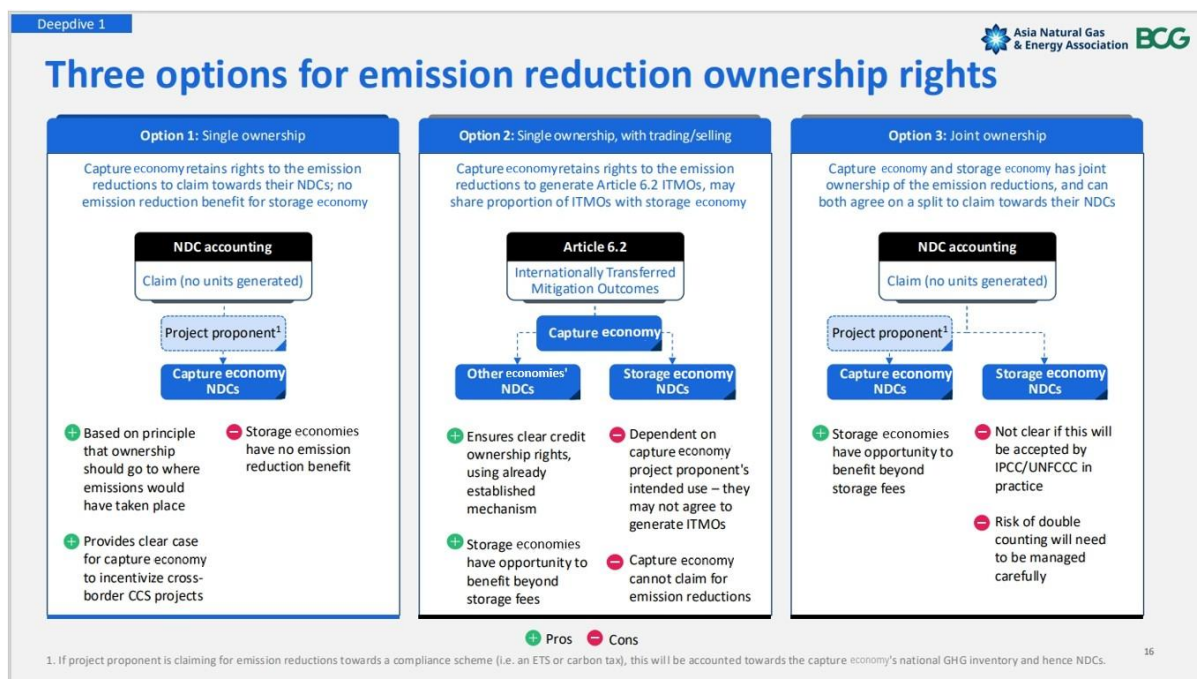 Deepdive 1
Asia Natural Gas
& Energy Association
BCG
Three options for emission reduction ownership rights
Option 1: Single ownership
Capture economy retains rights to the emission
reductions to claim towards their NDCs; no
emission reduction benefit for storage economy
NDC accounting
Claim (no units generated)
Project proponent1
Capture economy
NDCs
Based on principle
that ownership
should go to where
emissions would
have taken place
Provides clear case
for capture economy
to incentivize cross-
border CCS projects
Storage economies
have no emission
reduction benefit
Option 2: Single ownership, with trading/selling
Capture economy retains rights to the emission
reductions to generate Article 6.2 ITMOs, may
share proportion of ITMOs with storage economy
Article 6.2
Internationally Transferred
Mitigation Outcomes
Capture economy
Other economies'
NDCs
Storage economy
NDCs
Ensures clear credit
ownership rights,
using already
established
mechanism
Storage economies
have opportunity to
benefit beyond
storage fees
Dependent on
capture economy
project proponent's
intended use – they
may not agree to
generate ITMOs
Capture economy
cannot claim for
emission reductions
Option 3: Joint ownership
Capture economy and storage economy has joint
ownership of the emission reductions, and can
both agree on a split to claim towards their NDCs
NDC accounting
Claim (no units generated)
Project proponent1
Capture economy
NDCs
Storage economy
NDCs
Storage economies
have opportunity to
benefit beyond
storage fees
Not clear if this will
be accepted by
IPCC/UNFCCC in
practice
Risk of double
counting will need
to be managed
carefully
Pros
Cons
1. If project proponent is claiming for emission reductions towards a compliance scheme (i.e. an ETS or carbon tax), this will be accounted towards the capture economy's national GHG inventory and hence NDCs.
16